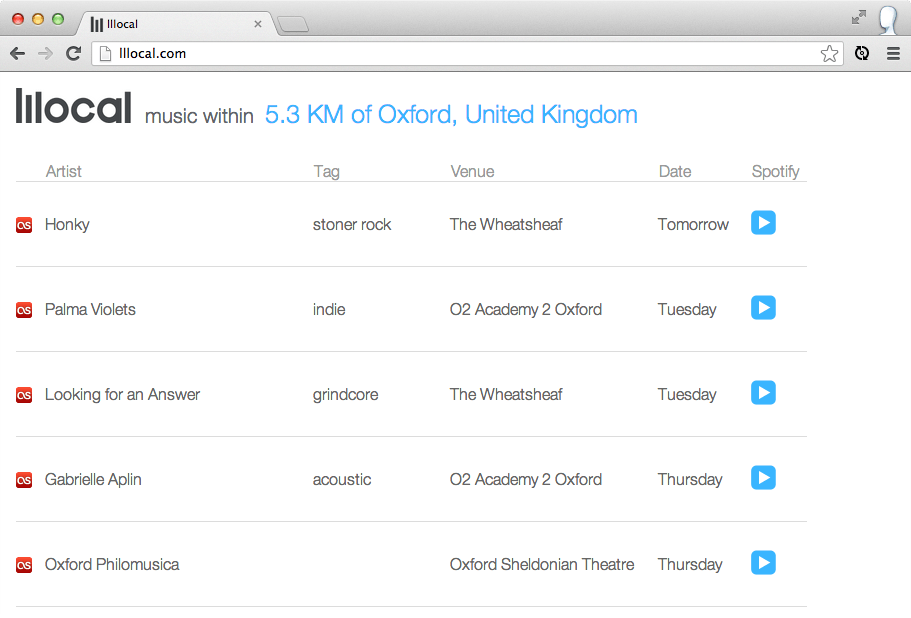 lllocal
lllocal.com
lllocal music within 5.3 KM of Oxford, United Kingdom
Artist Tag Venue Date Spotify
Honky stoner rock The Wheatsheaf Tomorrow
Palma Violets indie O2 Academy 2 Oxford Tuesday
Looking for an Answer grindcore The Wheatsheaf Tuesday
Gabrielle Aplin acoustic O2 Academy 2 Oxford Thursday
Oxford Philomusica Oxford Sheldonian Theatre Thursday